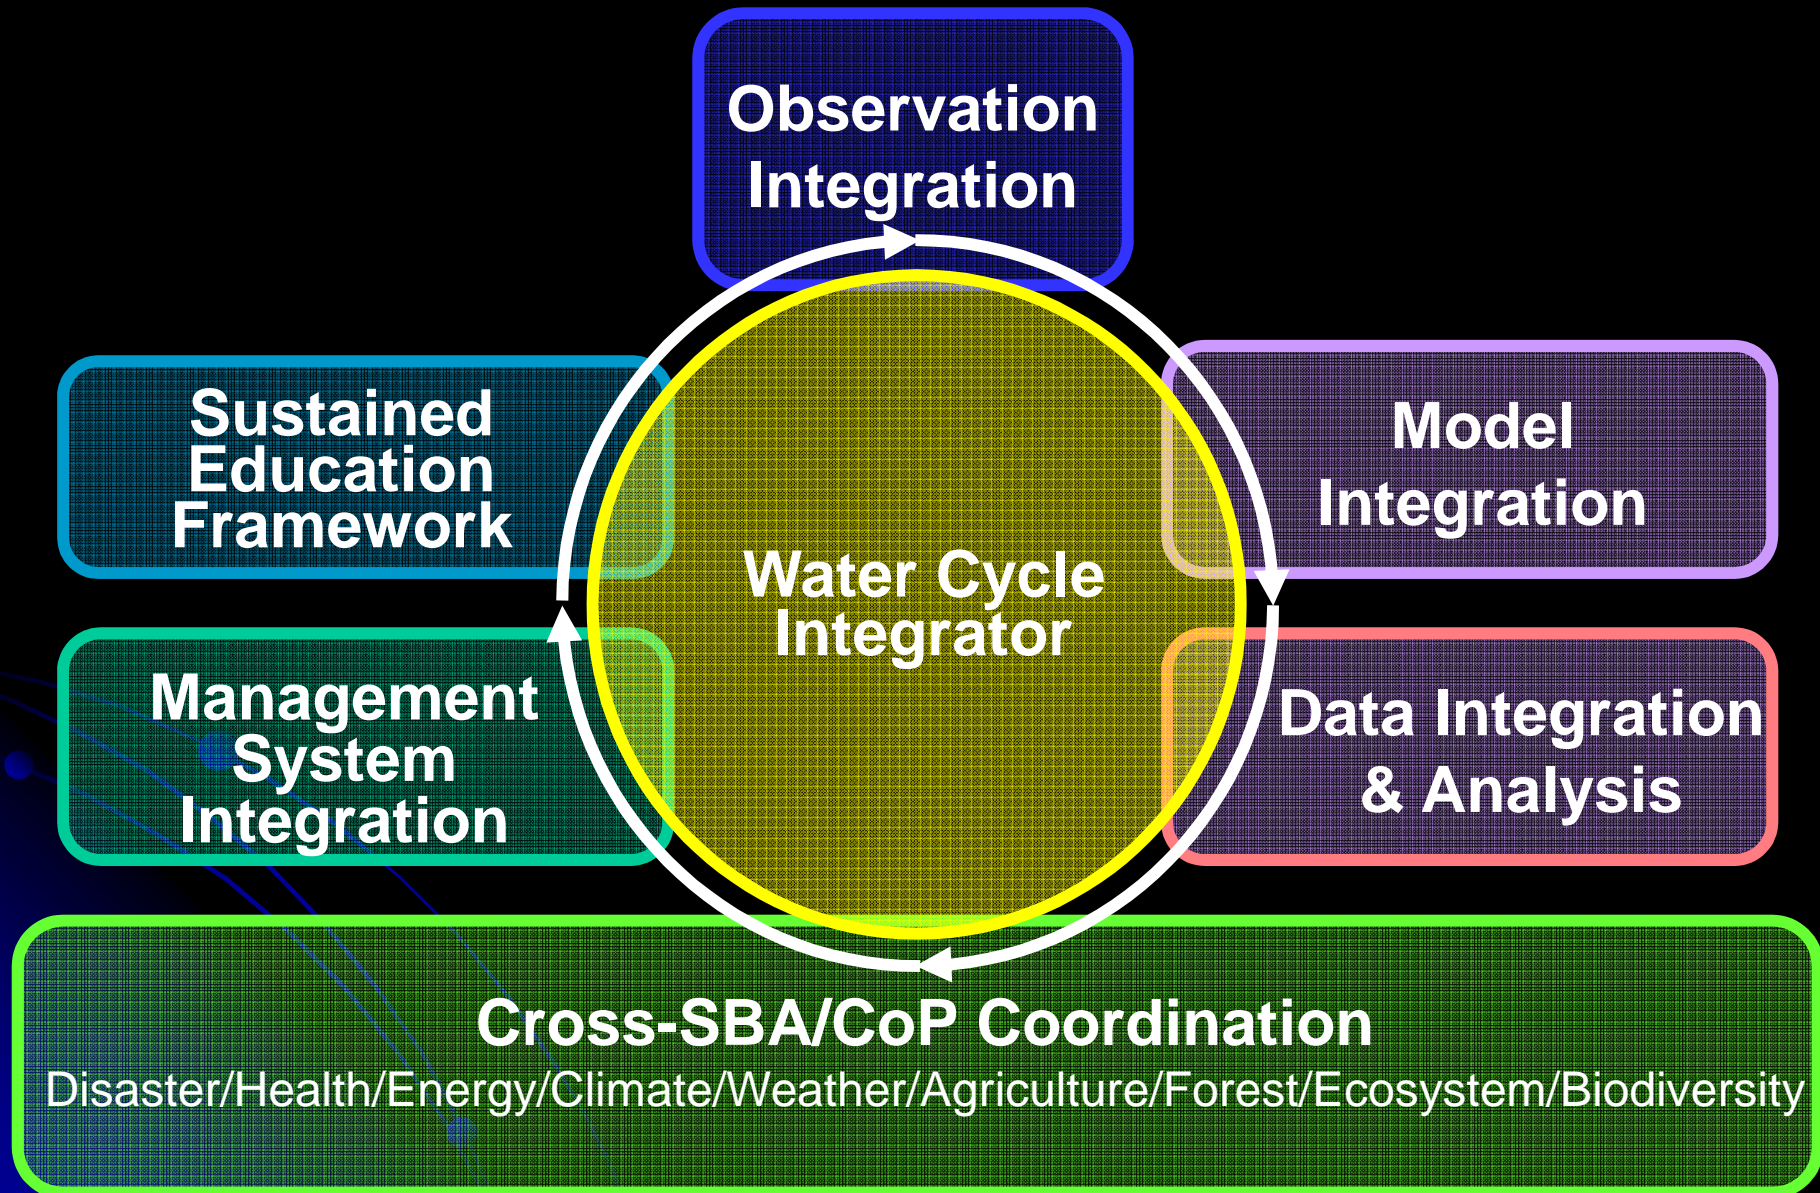 Observation
Integration
Sustained
Education
Framework
Model
Integration
Water Cycle
Integrator
Management
System
Integration
Data Integration
& Analysis
Cross-SBA/CoP Coordination
Disaster/Health/Energy/Climate/Weather/Agriculture/Forest/Ecosystem/Biodiversity